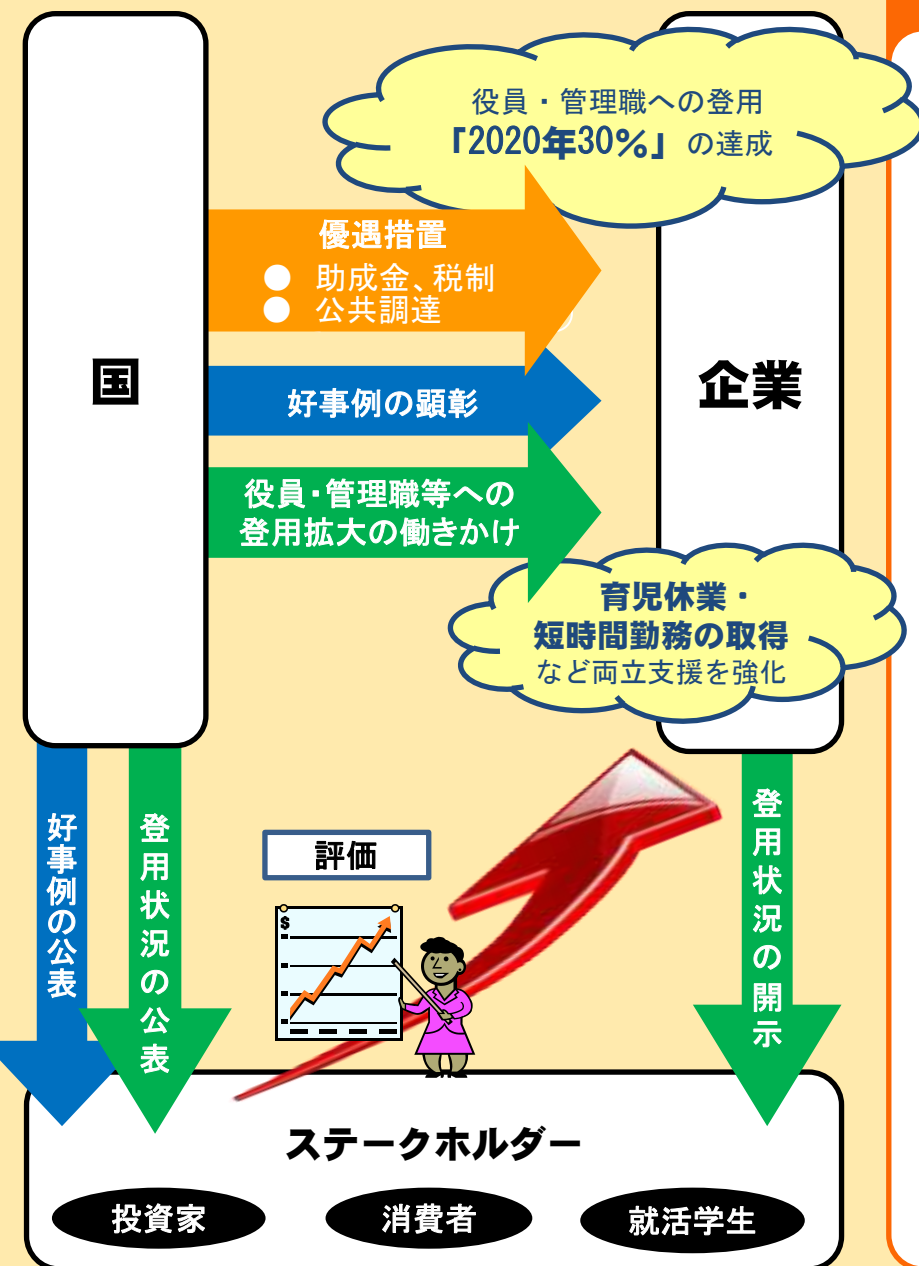 役員・管理職への登用
「2020年30%」の達成
優遇措置
● 助成金、税制
● 公共調達
国
企業
好事例の顕彰
役員・管理職等への
登用拡大の働きかけ
育児休業・
短時間勤務の取得
など両立支援を強化
好事例の公表
登用状況の公表
登用状況の開示
評価
$
ステークホルダー
投資家
消費者
就活学生